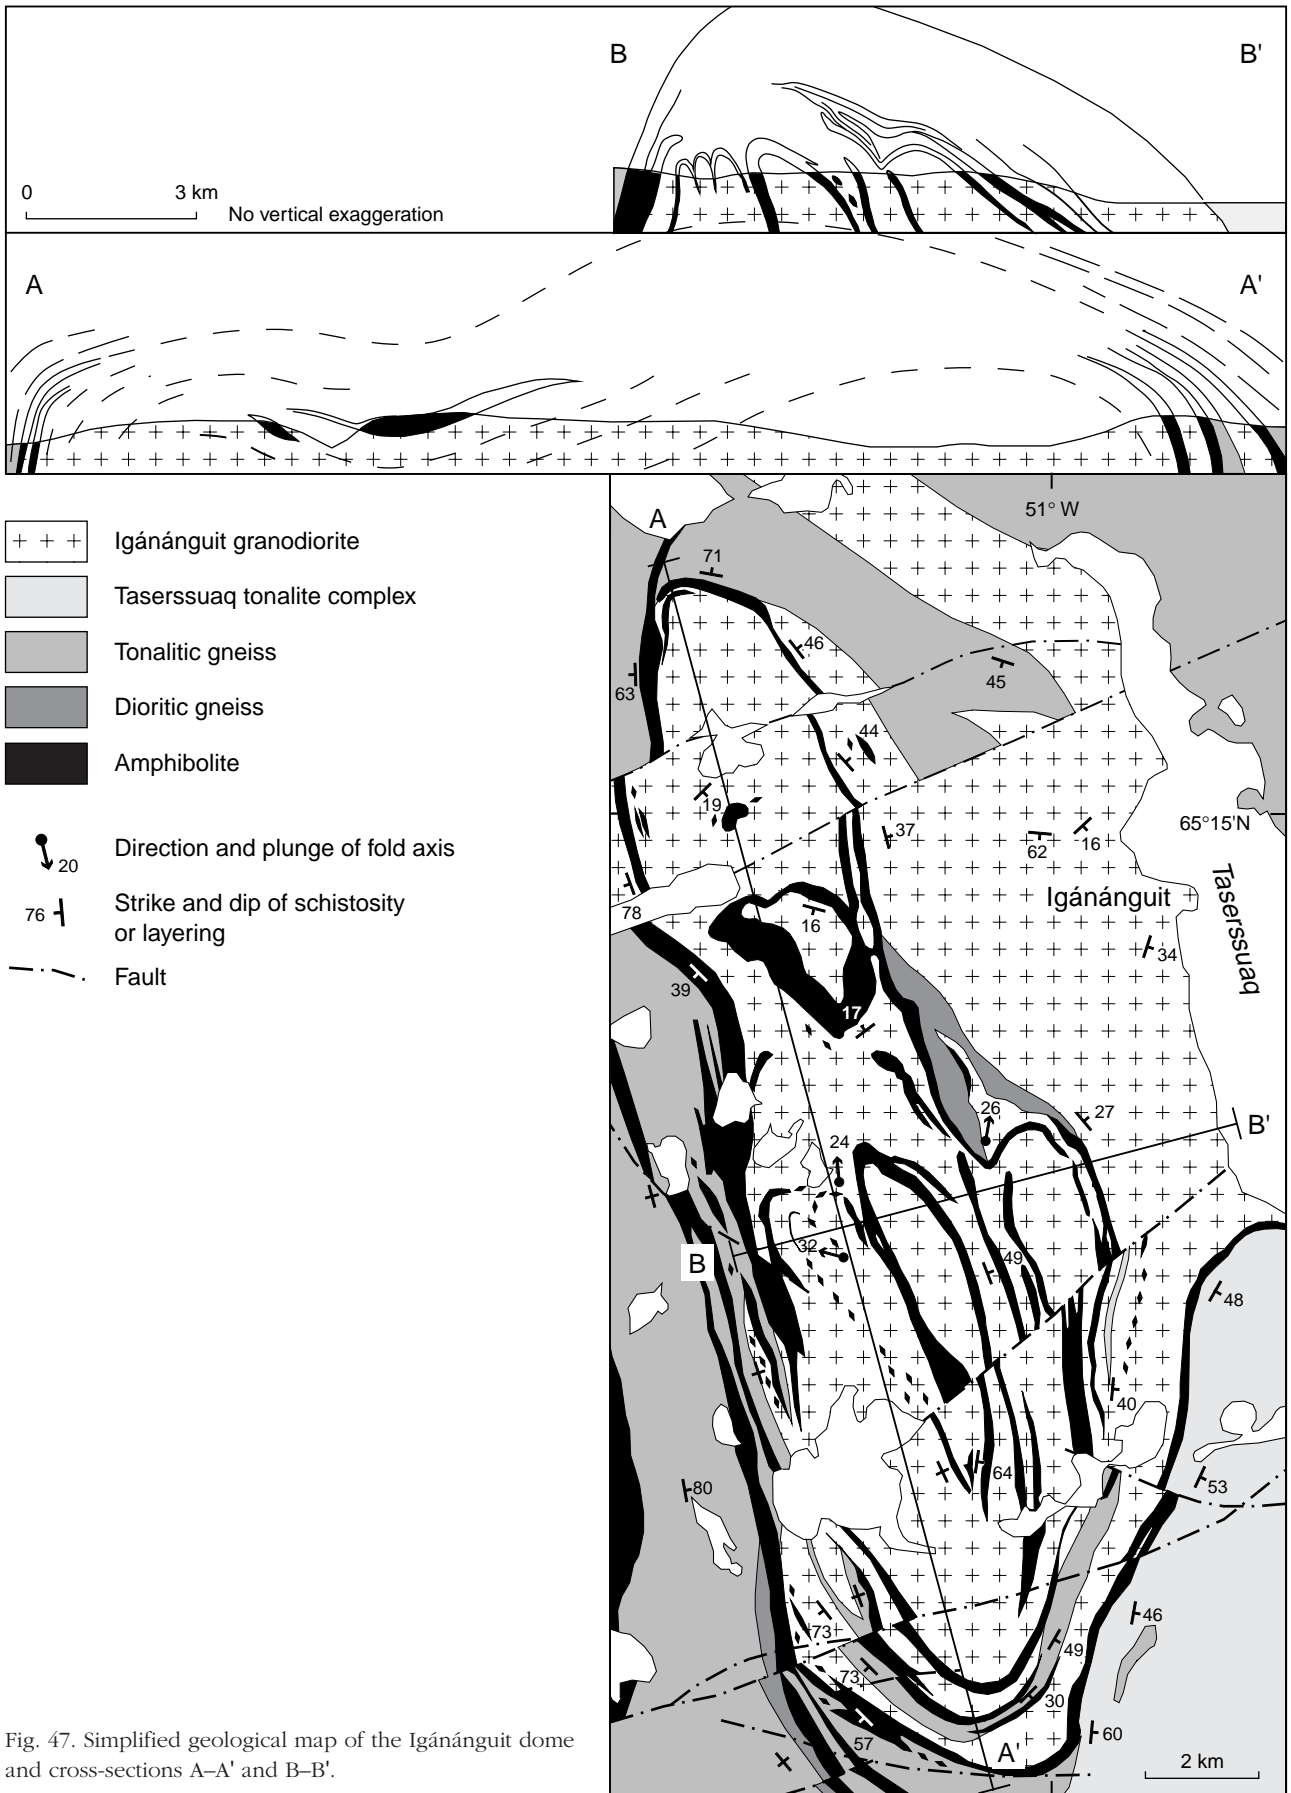 B
B'
0
3 km
No vertical exaggeration
A
A'
Igánánguit granodiorite
Taserssuaq tonalite complex
Tonalitic gneiss
Dioritic gneiss
Amphibolite
20
Direction and plunge of fold axis
76
Strike and dip of schistosity
or layering
Fault
51° W
A
71
46
45
63
44
19
37
62
16
65°15'N
Igánánguit
Taserssuaq
78
16
34
39
17
26
27
B'
24
32
B
49
48
40
64
53
80
46
73
49
73
30
57
60
A'
2 km
Fig. 47. Simplified geological map of the Igánánguit dome
and cross-sections A–A' and B–B'.